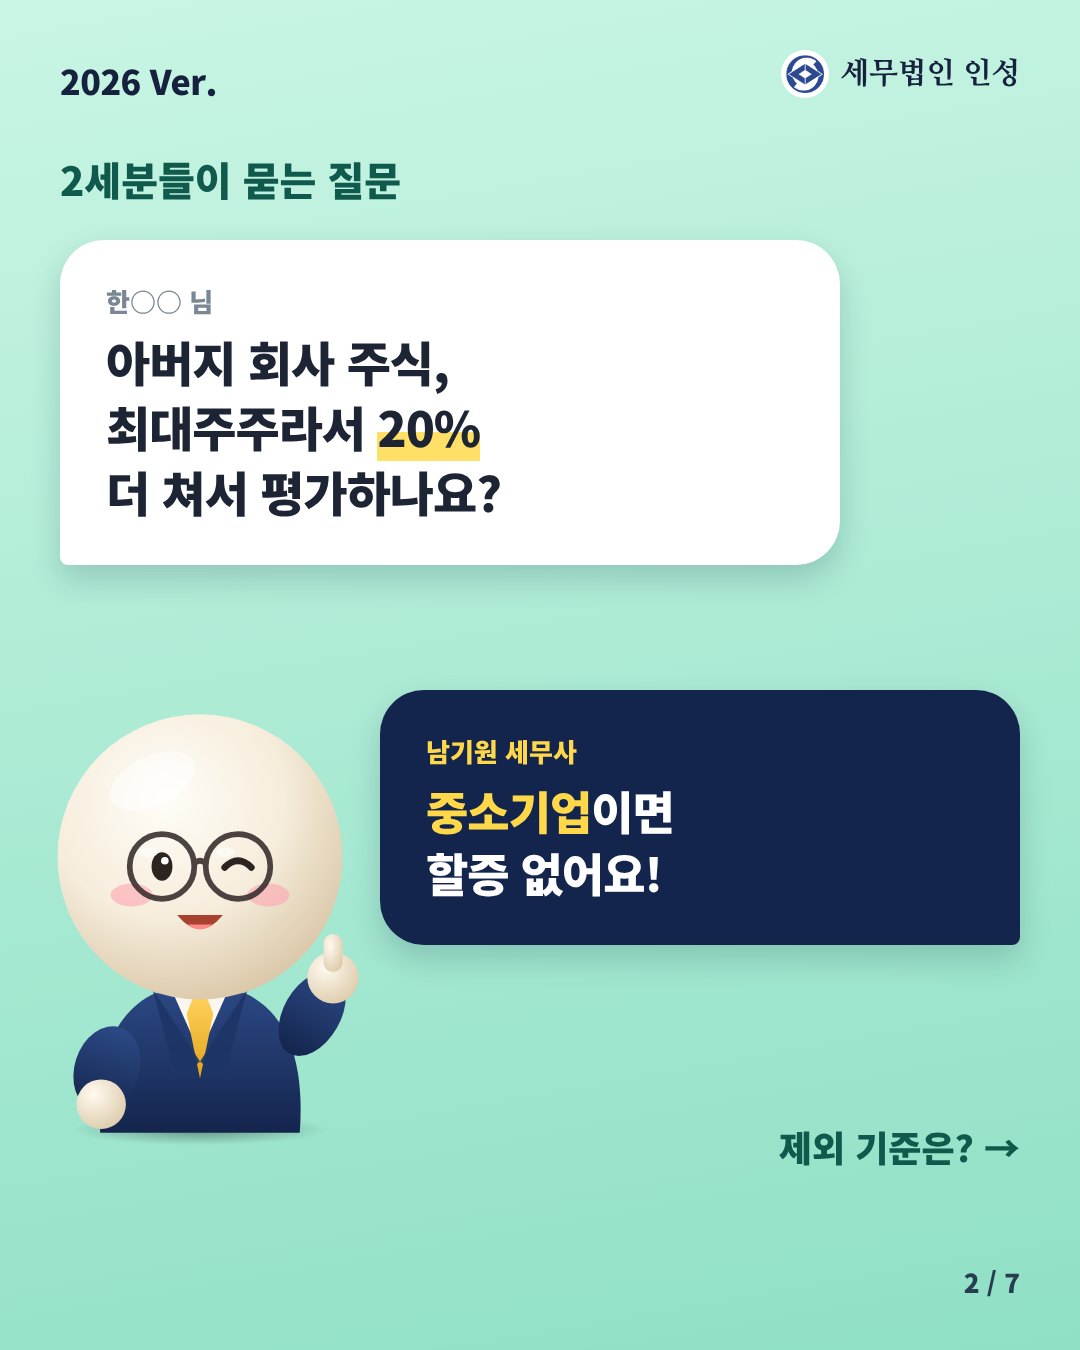 2026 Ver.
세무법인 인성
2세분들이 묻는 질문
한○○ 님
아버지 회사 주식,
최대주주라서 20%
더 쳐서 평가하나요?
남기원 세무사
중소기업이면
할증 없어요!
제외 기준은? →
2 / 7